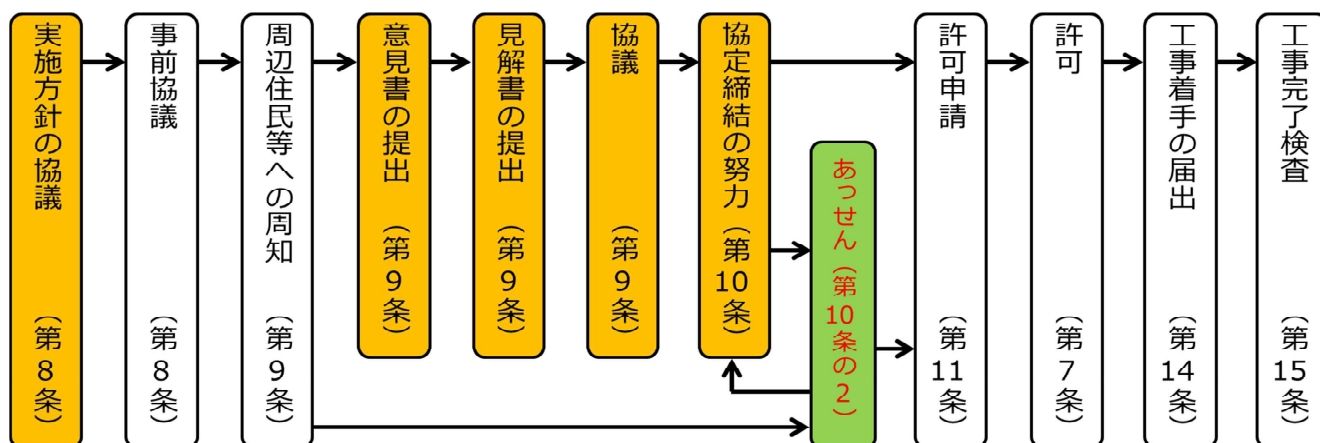 実施方針の協議 （第8条）
事前協議 （第8条）
周辺住民等への周知 （第9条）
意見書の提出 （第9条）
見解書の提出 （第9条）
協議 （第9条）
協定締結の努力 （第10条）
あっせん（第10条の2）
許可申請 （第11条）
許可 （第7条）
工事着手の届出 （第14条）
工事完了検査 （第15条）